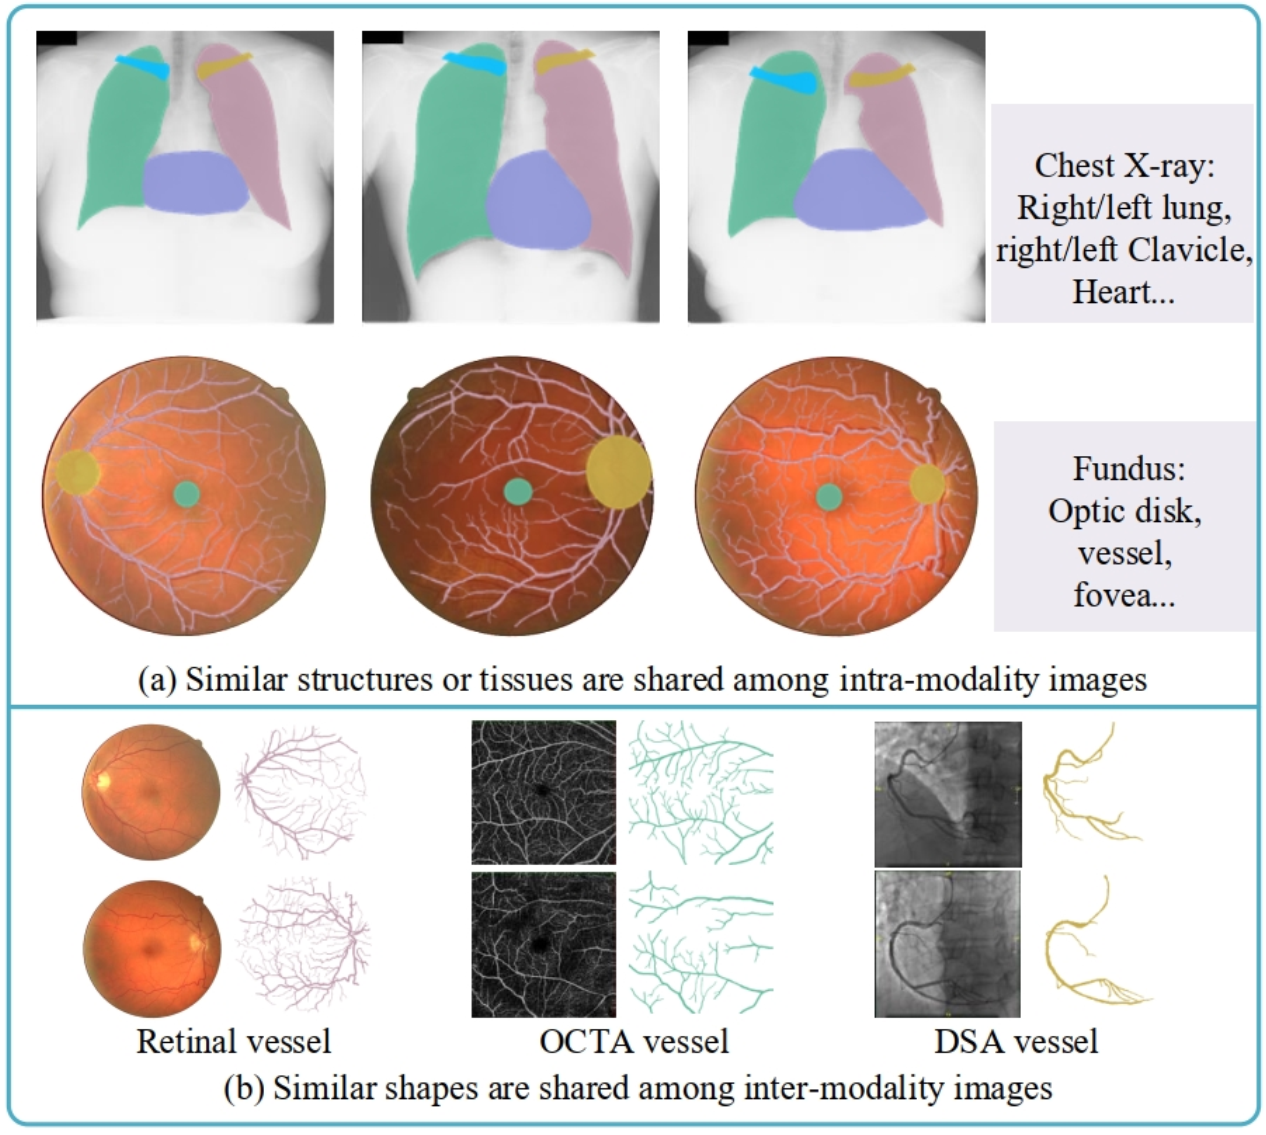 Chest X-ray:
Right/left lung,
right/left Clavicle,
Heart...
Fundus:
Optic disk,
vessel,
fovea...
(a) Similar structures or tissues are shared among intra-modality images
Retinal vessel
OCTA vessel
DSA vessel
(b) Similar shapes are shared among inter-modality images